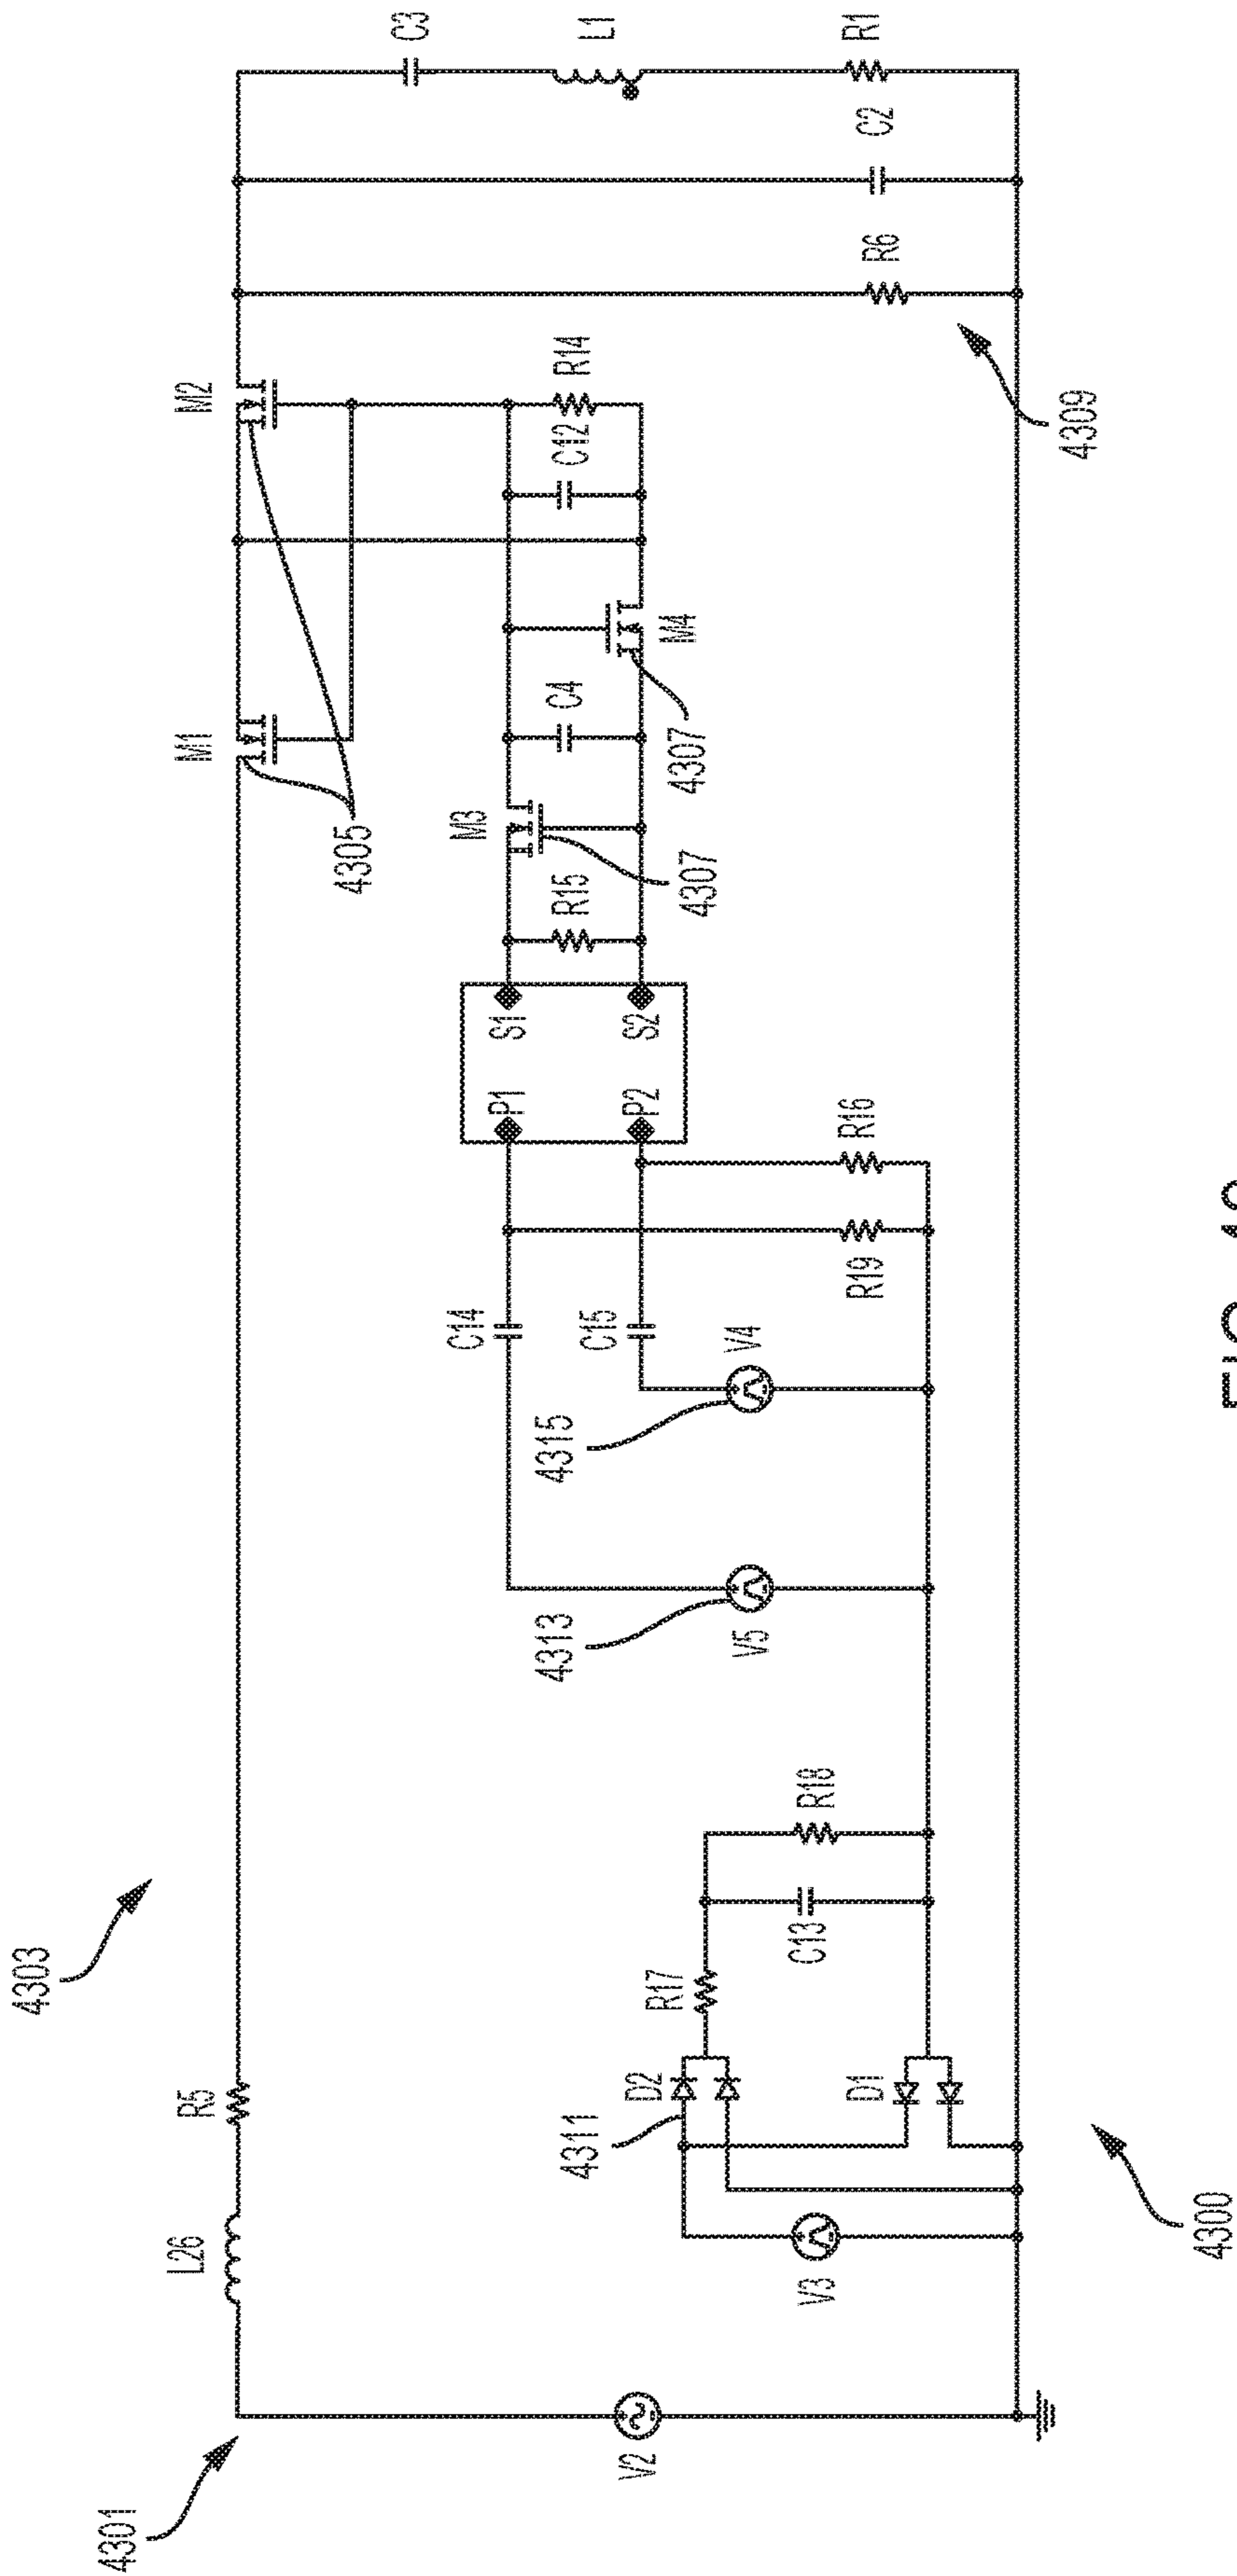 4301
V2
L26
R5
4303
V3
4311
D2
D1
R17
C13
R18
4300
4313
V5
4315
V4
C14
C15
R19
R16
P1
P2
S1
S2
R15
M3
4307
C4
M4
4307
C12
R14
M1
4305
M2
R6
C2
4309
C3
L1
R1